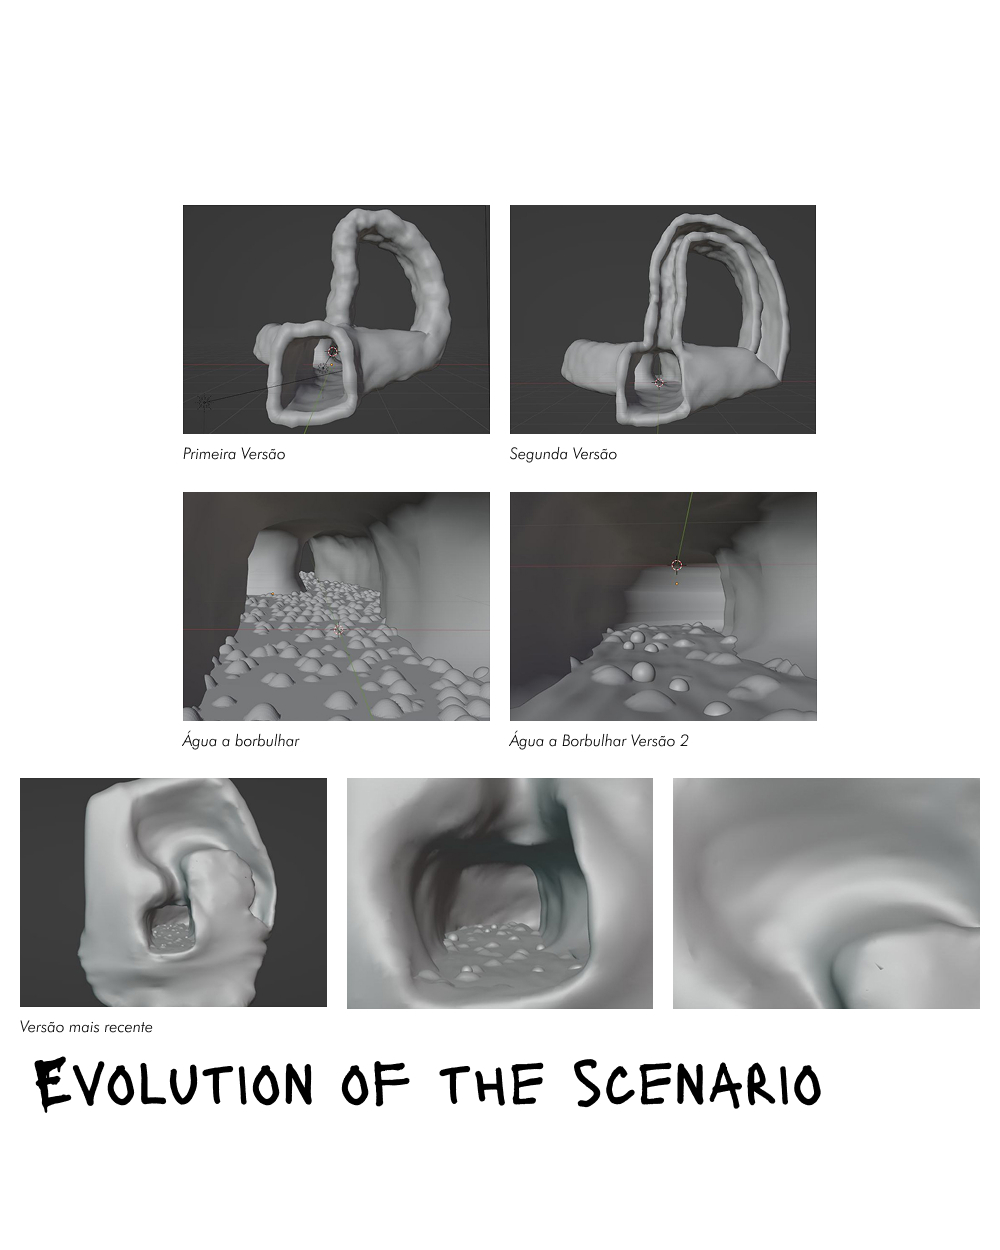 Primeira Versão
Segunda Versão
Água a borbulhar
Água a Borbulhar Versão 2
Versão mais recente
EVOLUTION OF THE SCENARIO